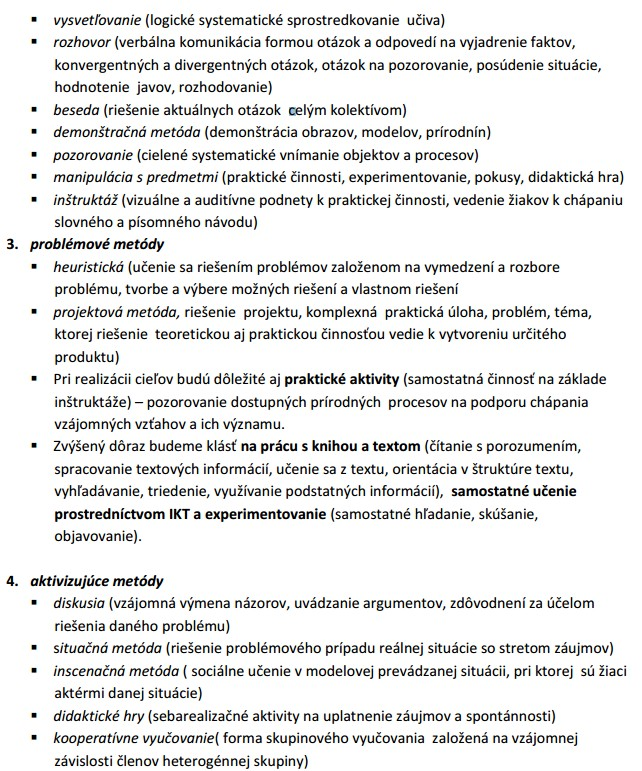 ▪ vysvetľovanie (logické systematické sprostredkovanie učiva)
▪ rozhovor (verbálna komunikácia formou otázok a odpovedí na vyjadrenie faktov,
konvergentných a divergentných otázok, otázok na pozorovanie, posúdenie situácie,
hodnotenie javov, rozhodovanie)
▪ beseda (riešenie aktuálnych otázok celým kolektívom)
▪ demonštračná metóda (demonštrácia obrazov, modelov, prírodnín)
▪ pozorovanie (cielené systematické vnímanie objektov a procesov)
▪ manipulácia s predmetmi (praktické činnosti, experimentovanie, pokusy, didaktická hra)
▪ inštruktáž (vizuálne a auditívne podnety k praktickej činnosti, vedenie žiakov k chápaniu
slovného a písomného návodu)
3. problémové metódy
▪ heuristická (učenie sa riešením problémov založenom na vymedzení a rozbore
problému, tvorbe a výbere možných riešení a vlastnom riešení
▪ projektová metóda, riešenie projektu, komplexná praktická úloha, problém, téma,
ktorej riešenie teoretickou aj praktickou činnosťou vedie k vytvoreniu určitého
produktu)
▪ Pri realizácii cieľov budú dôležité aj praktické aktivity (samostatná činnosť na základe
inštruktáže) – pozorovanie dostupných prírodných procesov na podporu chápania
vzájomných vzťahov a ich významu.
▪ Zvýšený dôraz budeme klásť na prácu s knihou a textom (čítanie s porozumením,
spracovanie textových informácií, učenie sa z textu, orientácia v štruktúre textu,
vyhľadávanie, triedenie, využívanie podstatných informácií), samostatné učenie
prostredníctvom IKT a experimentovanie (samostatné hľadanie, skúšanie,
objavovanie).
4. aktivizujúce metódy
▪ diskusia (vzájomná výmena názorov, uvádzanie argumentov, zdôvodnení za účelom
riešenia daného problému)
▪ situačná metóda (riešenie problémového prípadu reálnej situácie so stretom záujmov)
▪ inscenačná metóda ( sociálne učenie v modelovej prevádzanej situácii, pri ktorej sú žiaci
aktérmi danej situácie)
▪ didaktické hry (sebarealizačné aktivity na uplatnenie záujmov a spontánnosti)
▪ kooperatívne vyučovanie( forma skupinového vyučovania založená na vzájomnej
závislosti členov heterogénnej skupiny)